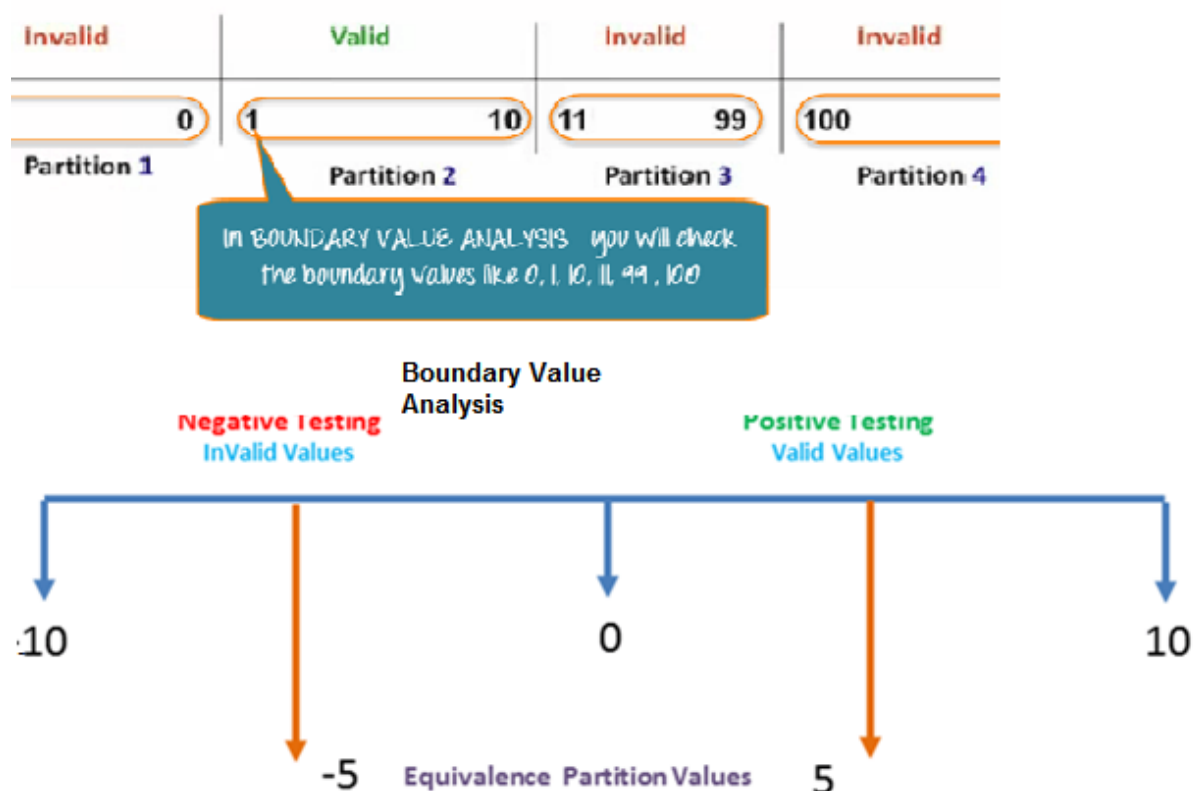 Invalid Valid Invalid Invalid
0 1 10 11 99 100
Partition 1 Partition 2 Partition 3 Partition 4
In BOUNDARY VALUE ANALYSIS you will check
the boundary values like 0, 1, 10, 11, 99, 100
Boundary Value
Analysis
Negative Testing Positive Testing
InValid Values Valid Values
-10 0 10
-5 Equivalence Partition Values 5